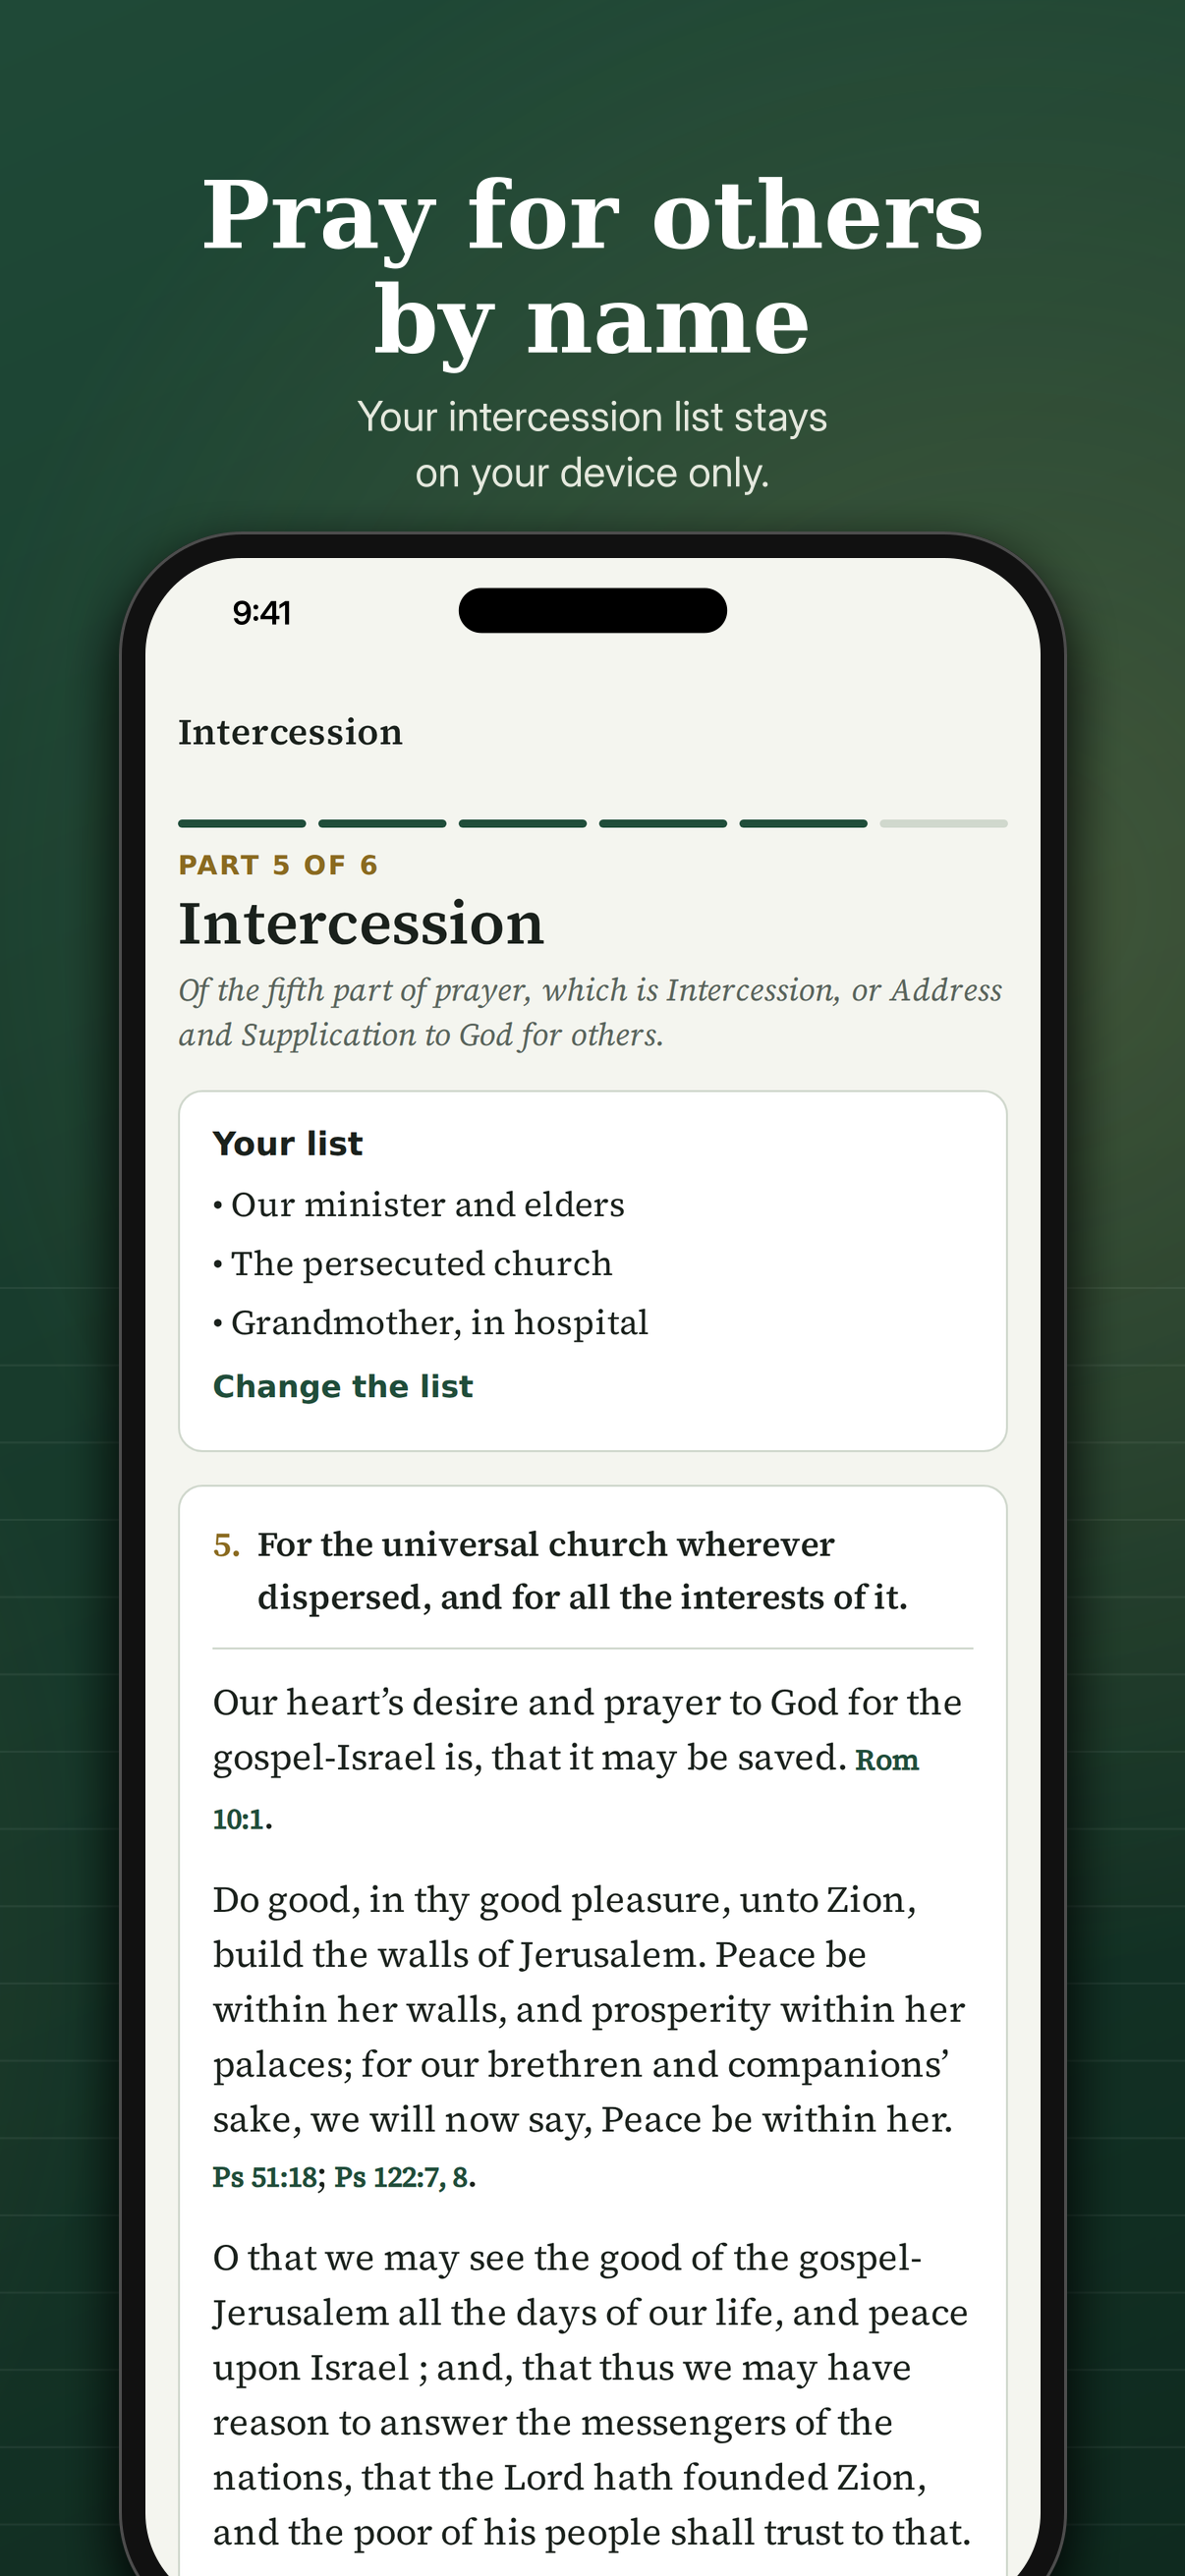 Pray for others
by name
Your intercession list stays
on your device only.
9:41
Intercession
PART 5 OF 6
Intercession
Of the fifth part of prayer, which is Intercession, or Address
and Supplication to God for others.
Your list
• Our minister and elders
• The persecuted church
• Grandmother, in hospital
Change the list
5. For the universal church wherever
dispersed, and for all the interests of it.
Our heart’s desire and prayer to God for the
gospel-Israel is, that it may be saved. Rom
10:1.
Do good, in thy good pleasure, unto Zion,
build the walls of Jerusalem. Peace be
within her walls, and prosperity within her
palaces; for our brethren and companions’
sake, we will now say, Peace be within her.
Ps 51:18; Ps 122:7, 8.
O that we may see the good of the gospel-
Jerusalem all the days of our life, and peace
upon Israel ; and, that thus we may have
reason to answer the messengers of the
nations, that the Lord hath founded Zion,
and the poor of his people shall trust to that.